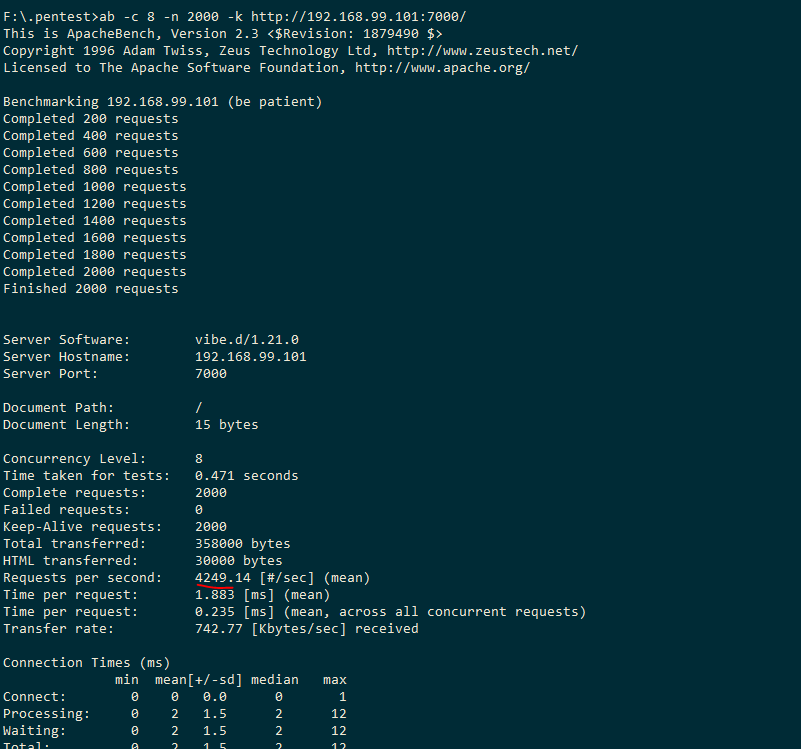 F:\.pentest>ab -c 8 -n 2000 -k http://192.168.99.101:7000/
This is ApacheBench, Version 2.3 <$Revision: 1879490 $>
Copyright 1996 Adam Twiss, Zeus Technology Ltd, http://www.zeustech.net/
Licensed to The Apache Software Foundation, http://www.apache.org/

Benchmarking 192.168.99.101 (be patient)
Completed 200 requests
Completed 400 requests
Completed 600 requests
Completed 800 requests
Completed 1000 requests
Completed 1200 requests
Completed 1400 requests
Completed 1600 requests
Completed 1800 requests
Completed 2000 requests
Finished 2000 requests

Server Software:        vibe.d/1.21.0
Server Hostname:        192.168.99.101
Server Port:            7000

Document Path:          /
Document Length:        15 bytes

Concurrency Level:      8
Time taken for tests:   0.471 seconds
Complete requests:      2000
Failed requests:        0
Keep-Alive requests:    2000
Total transferred:      358000 bytes
HTML transferred:       30000 bytes
Requests per second:    4249.14 [#/sec] (mean)
Time per request:       1.883 [ms] (mean)
Time per request:       0.235 [ms] (mean, across all concurrent requests)
Transfer rate:          742.77 [Kbytes/sec] received

Connection Times (ms)
              min  mean[+/-sd] median   max
Connect:        0    0   0.0      0       1
Processing:     0    2   1.5      2      12
Waiting:        0    2   1.5      2      12
Total:          0    2   1.5      2      12